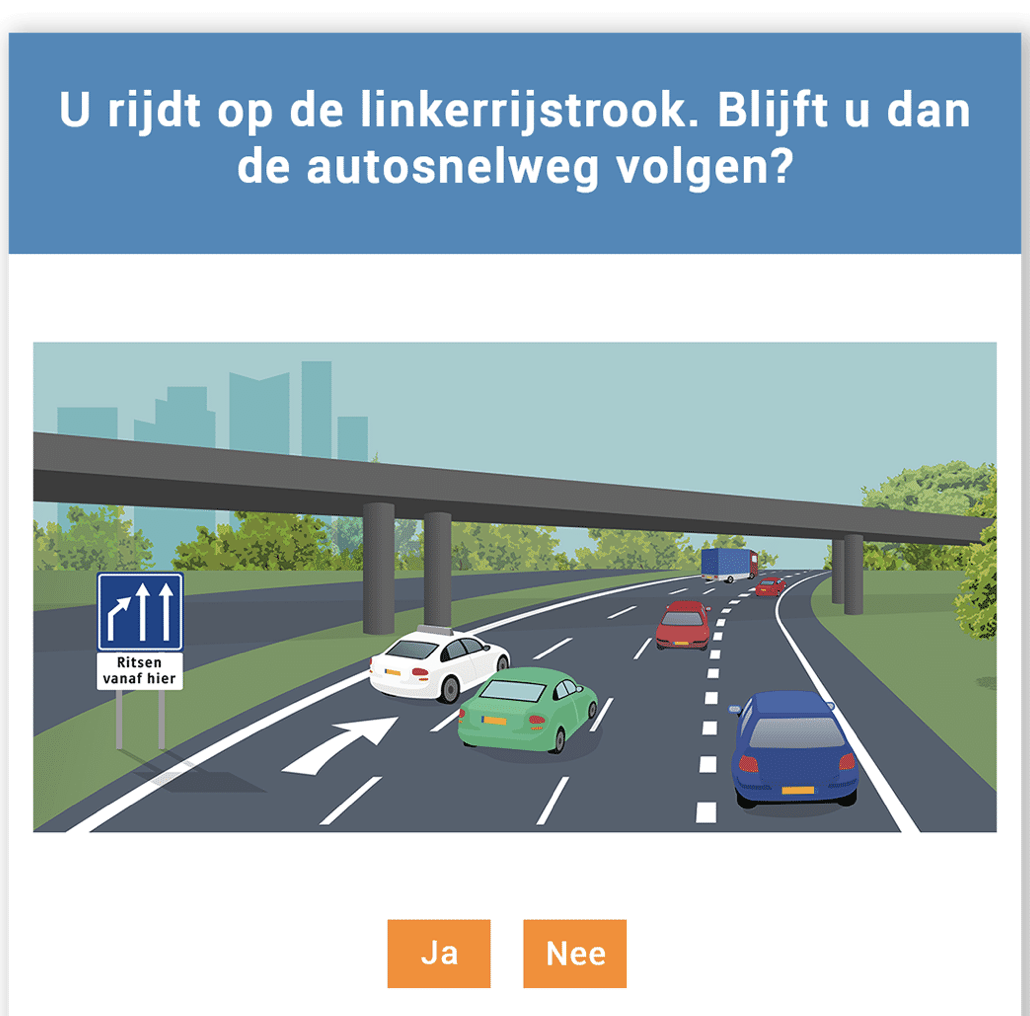 U rijdt op de linkerrijstrook. Blijft u dan
de autosnelweg volgen?
Ritsen
vanaf hier
Ja
Nee